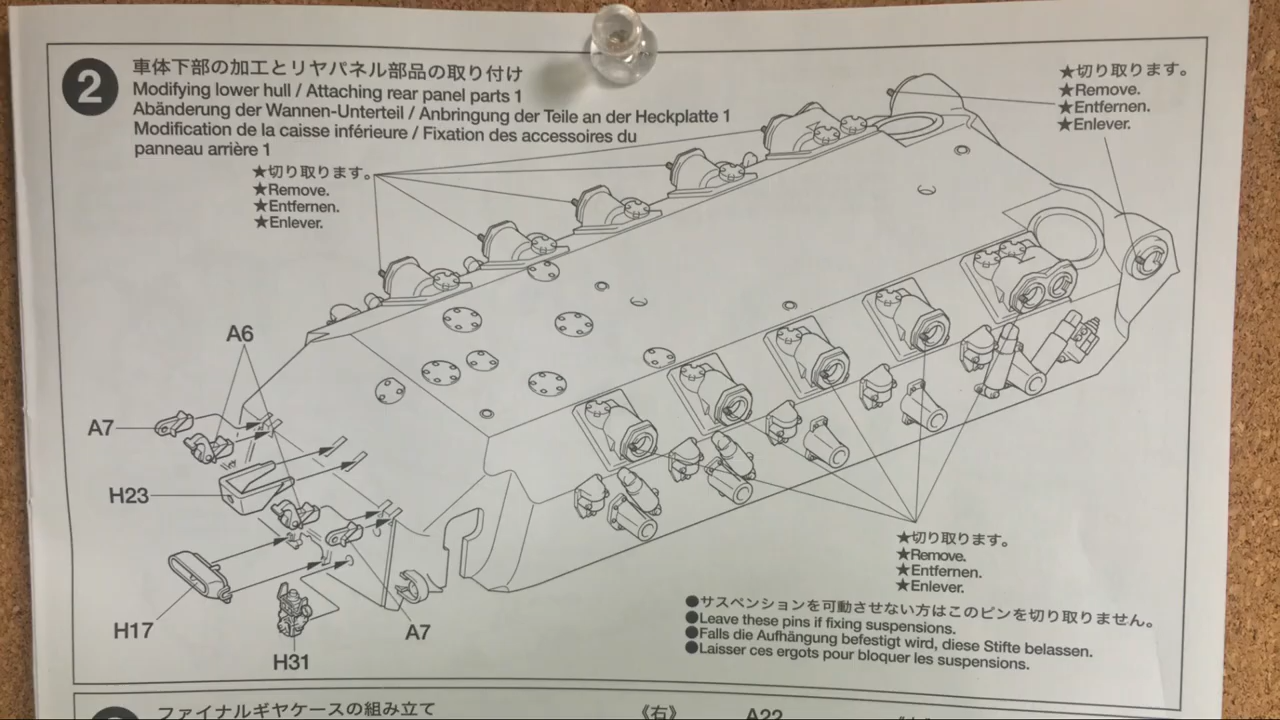 2
車体下部の加工とリヤパネル部品の取り付け
Modifying lower hull / Attaching rear panel parts 1
Abänderung der Wannen-Unterteil / Anbringung der Teile an der Heckplatte 1
Modification de la caisse inférieure / Fixation des accessoires du
panneau arrière 1
★切り取ります。
★Remove.
★Entfernen.
★Enlever.
★切り取ります。
★Remove.
★Entfernen.
★Enlever.
A6
A7
H23
H17
H31
A7
★切り取ります。
★Remove.
★Entfernen.
★Enlever.
●サスペンションを可動させない方はこのピンを切り取りません。
●Leave these pins if fixing suspensions.
●Falls die Aufhängung befestigt wird, diese Stifte belassen.
●Laisser ces ergots pour bloquer les suspensions.
ファイナルギヤケースの組み立て
《右》
A22